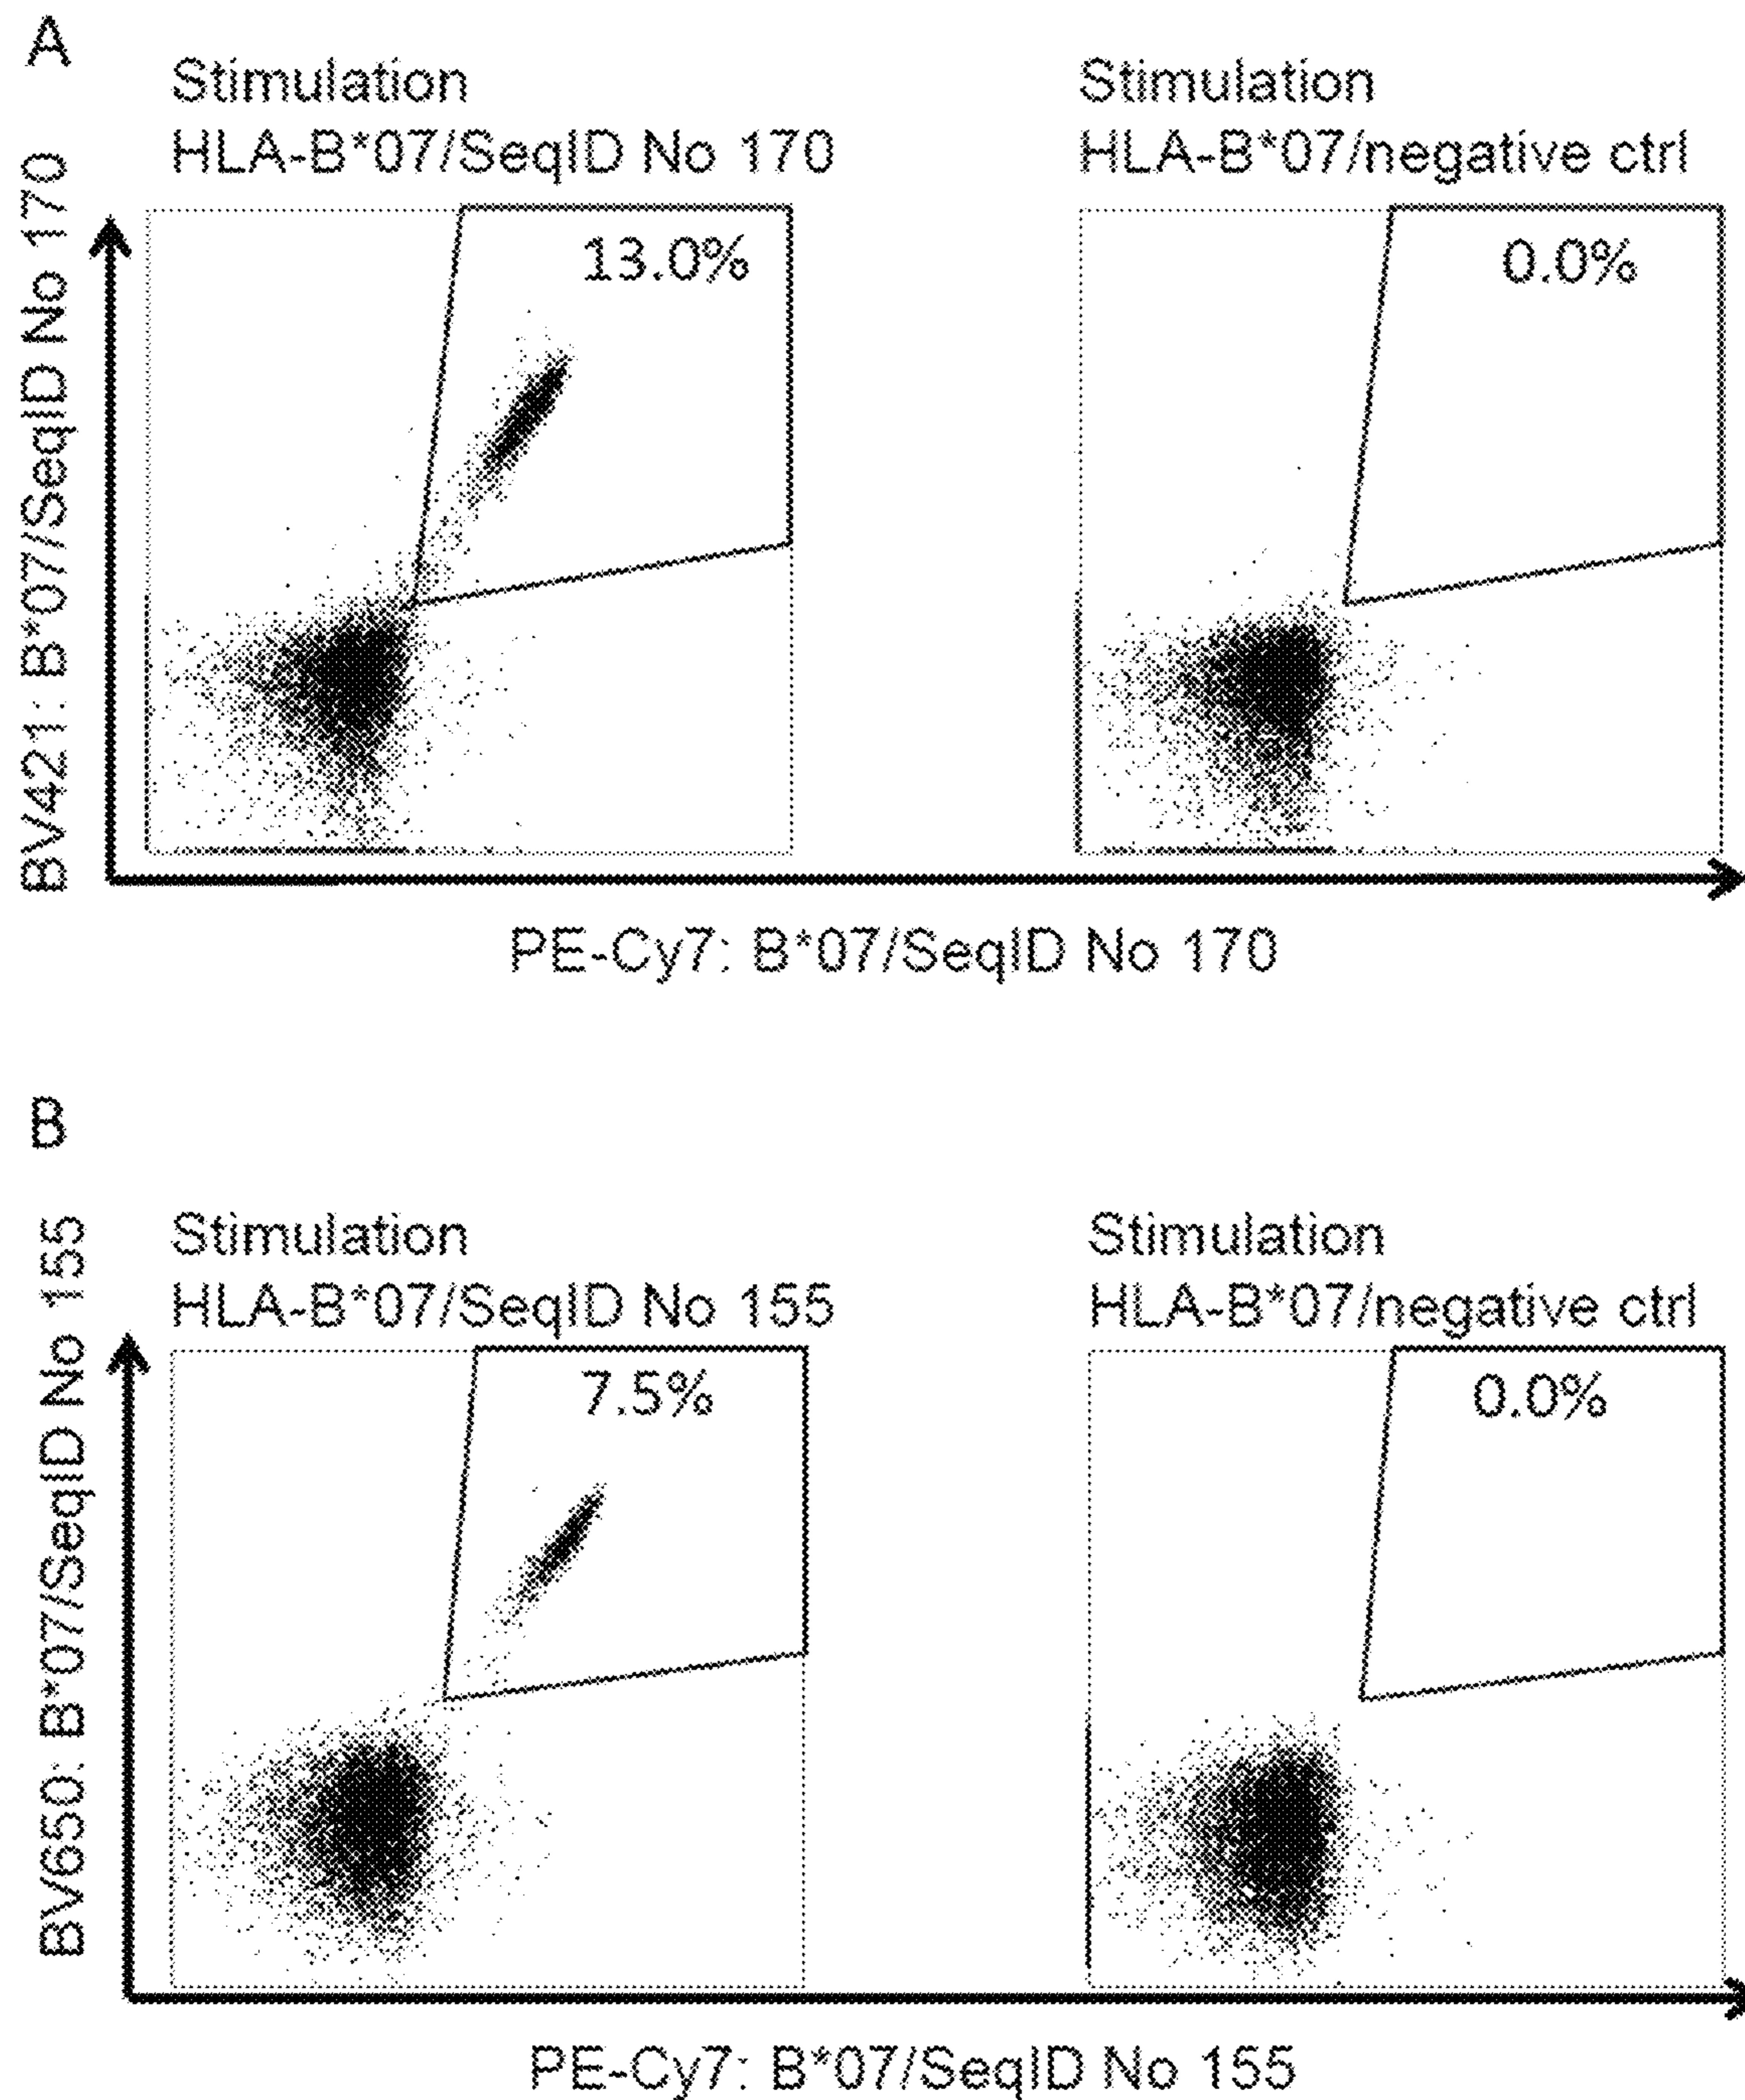 A
Stimulation
HLA-B*07/SeqID No 170
Stimulation
HLA-B*07/negative ctrl
BV421: B*07/SeqID No 170
13.0%
0.0%
PE-Cy7: B*07/SeqID No 170
B
Stimulation
HLA-B*07/SeqID No 155
Stimulation
HLA-B*07/negative ctrl
BV650: B*07/SeqID No 155
7.5%
0.0%
PE-Cy7: B*07/SeqID No 155